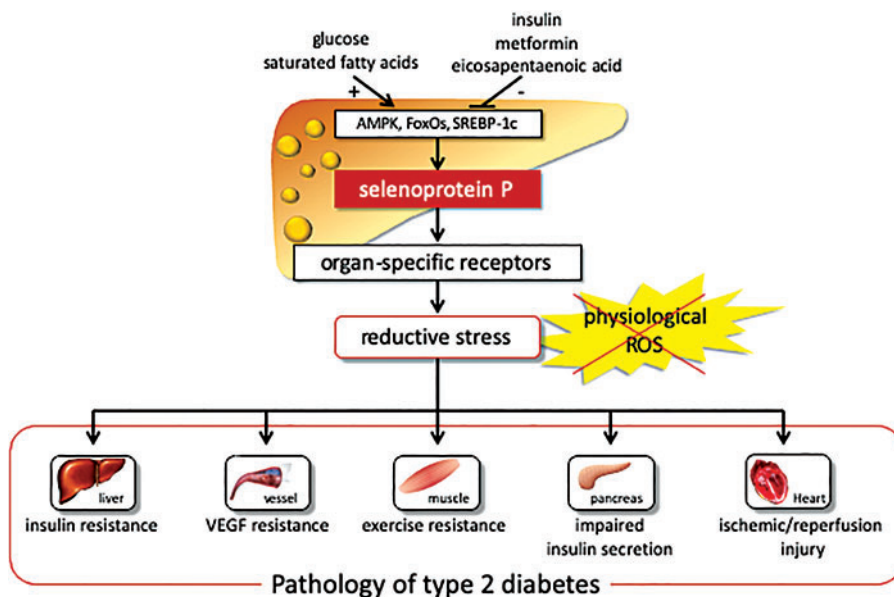 glucose
saturated fatty acids
insulin
metformin
eicosapentaenoic acid
+
-
AMPK, FoxOs, SREBP-1c
selenoprotein P
organ-specific receptors
reductive stress
physiological
ROS
liver
insulin resistance
vessel
VEGF resistance
muscle
exercise resistance
pancreas
impaired
insulin secretion
Heart
ischemic/reperfusion
injury
Pathology of type 2 diabetes